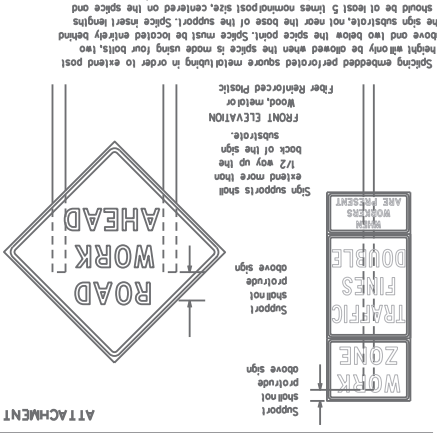 ATTACHMENT
Support
shall not
protrude
above sign
WORK
ZONE
TRAFFIC
FINES
DOUBLE
WHEN
WORKERS
ARE PRESENT
Support
shall not
protrude
above sign
ROAD
WORK
AHEAD
Sign supports shall
extend more than
1/2 way up the
back of the sign
substrate.
FRONT ELEVATION
Wood, metal or
Fiber Reinforced Plastic
Splicing embedded perforated square metal tubing in order to extend post
height will only be allowed when the splice is made using four bolts, two
above and two below the splice point. Splice must be located entirely behind
the sign substrate, not near the base of the support. Splice insert lengths
should be at least 5 times nominal post size, centered on the splice and